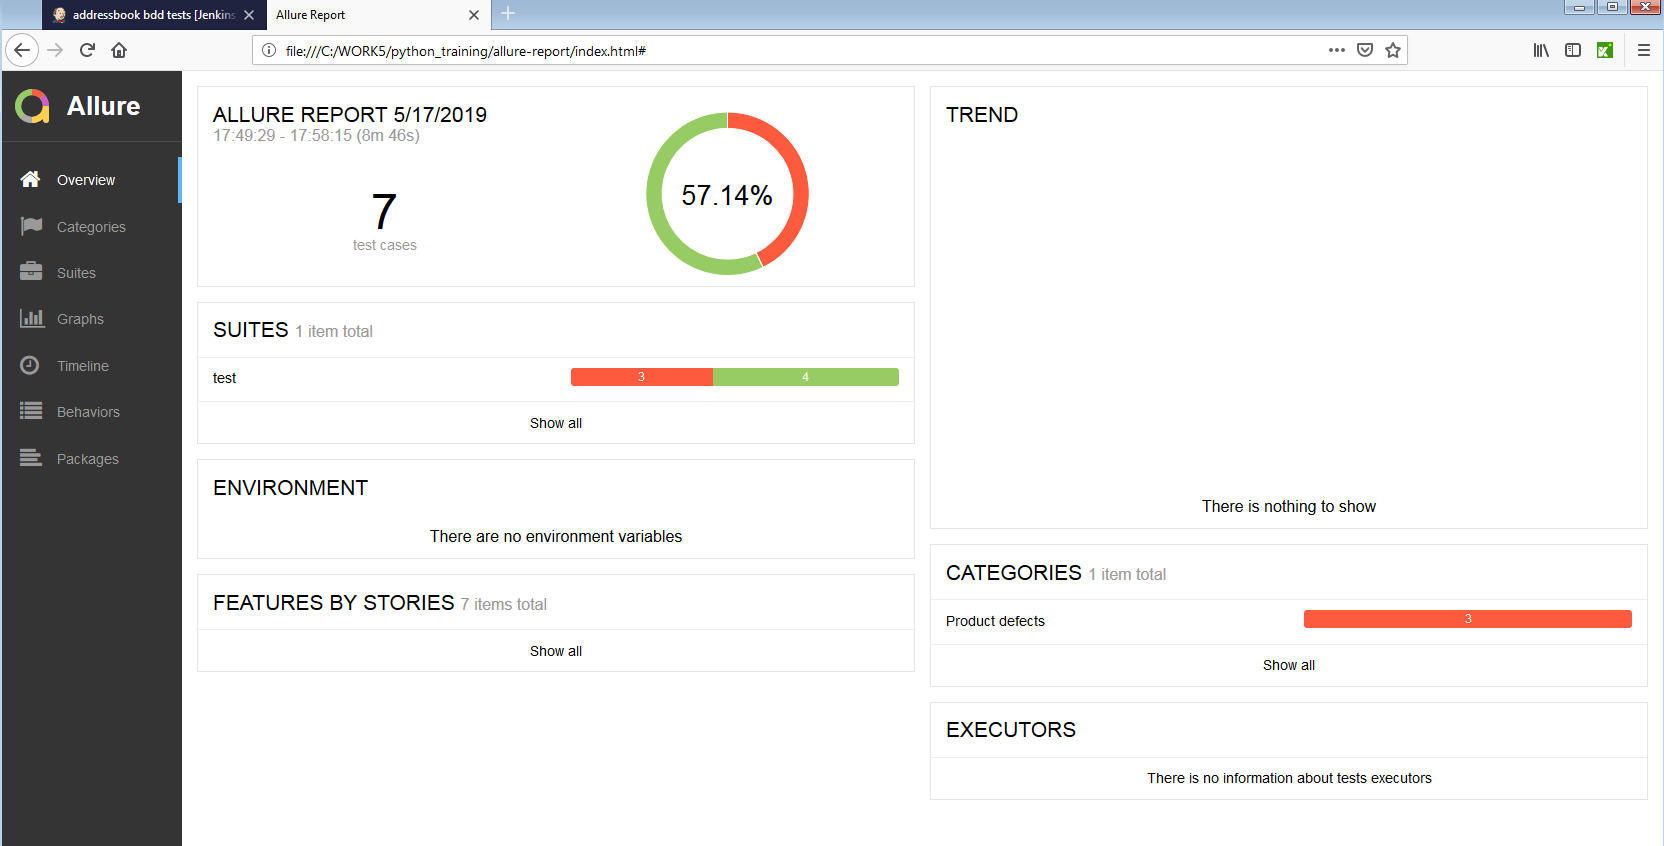 addressbook bdd tests [Jenkins
Allure Report
file:///C:/WORK5/python_training/allure-report/index.html#
Allure
Overview
Categories
Suites
Graphs
Timeline
Behaviors
Packages
ALLURE REPORT 5/17/2019
17:49:29 - 17:58:15 (8m 46s)
7
test cases
57.14%
SUITES 1 item total
test 3 4
Show all
ENVIRONMENT
There are no environment variables
FEATURES BY STORIES 7 items total
Show all
TREND
There is nothing to show
CATEGORIES 1 item total
Product defects 3
Show all
EXECUTORS
There is no information about tests executors